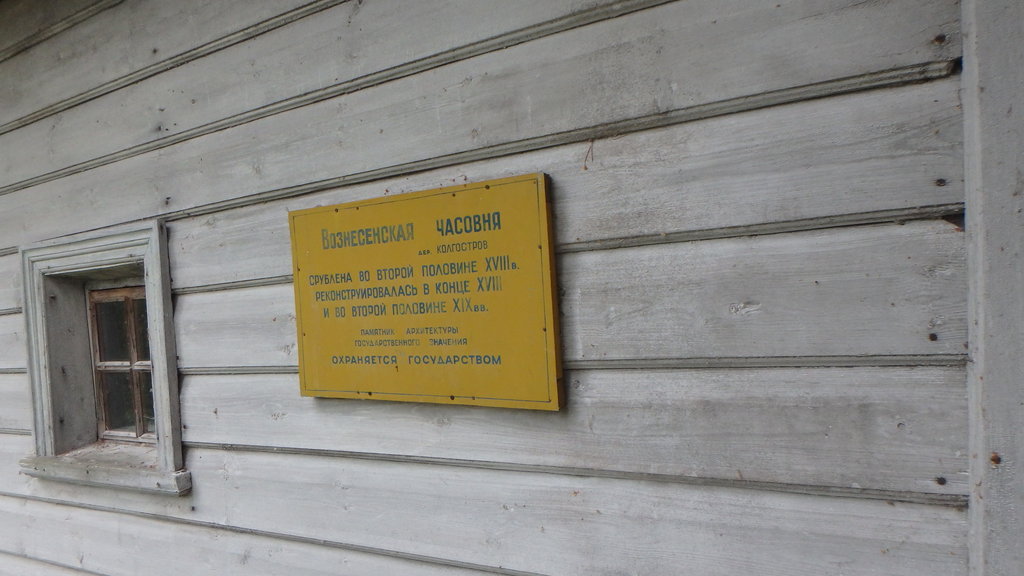 ВОЗНЕСЕНСКАЯ ЧАСОВНЯ
ДЕР. КОЛГОСТРОВ
СРУБЛЕНА ВО ВТОРОЙ ПОЛОВИНЕ XVIII В.
РЕКОНСТРУИРОВАЛАСЬ В КОНЦЕ XVIII
И ВО ВТОРОЙ ПОЛОВИНЕ XIX ВВ.
ПАМЯТНИК АРХИТЕКТУРЫ
ГОСУДАРСТВЕННОГО ЗНАЧЕНИЯ
ОХРАНЯЕТСЯ ГОСУДАРСТВОМ